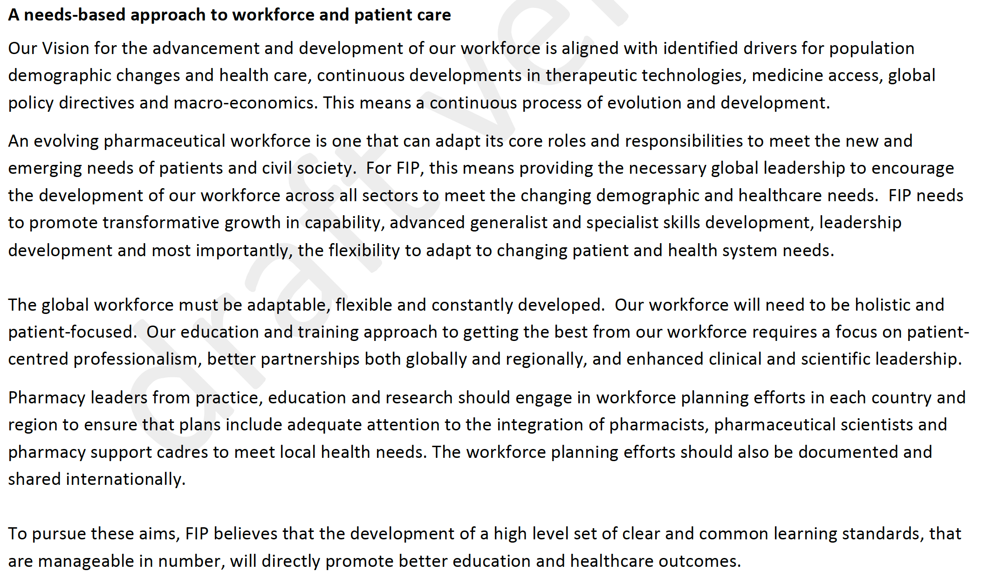 A needs-based approach to workforce and patient care
Our Vision for the advancement and development of our workforce is aligned with identified drivers for population
demographic changes and health care, continuous developments in therapeutic technologies, medicine access, global
policy directives and macro-economics. This means a continuous process of evolution and development.
An evolving pharmaceutical workforce is one that can adapt its core roles and responsibilities to meet the new and
emerging needs of patients and civil society.  For FIP, this means providing the necessary global leadership to encourage
the development of our workforce across all sectors to meet the changing demographic and healthcare needs.  FIP needs
to promote transformative growth in capability, advanced generalist and specialist skills development, leadership
development and most importantly, the flexibility to adapt to changing patient and health system needs.
The global workforce must be adaptable, flexible and constantly developed.  Our workforce will need to be holistic and
patient-focused.  Our education and training approach to getting the best from our workforce requires a focus on patient-
centred professionalism, better partnerships both globally and regionally, and enhanced clinical and scientific leadership.
Pharmacy leaders from practice, education and research should engage in workforce planning efforts in each country and
region to ensure that plans include adequate attention to the integration of pharmacists, pharmaceutical scientists and
pharmacy support cadres to meet local health needs. The workforce planning efforts should also be documented and
shared internationally.
To pursue these aims, FIP believes that the development of a high level set of clear and common learning standards, that
are manageable in number, will directly promote better education and healthcare outcomes.
draft ve